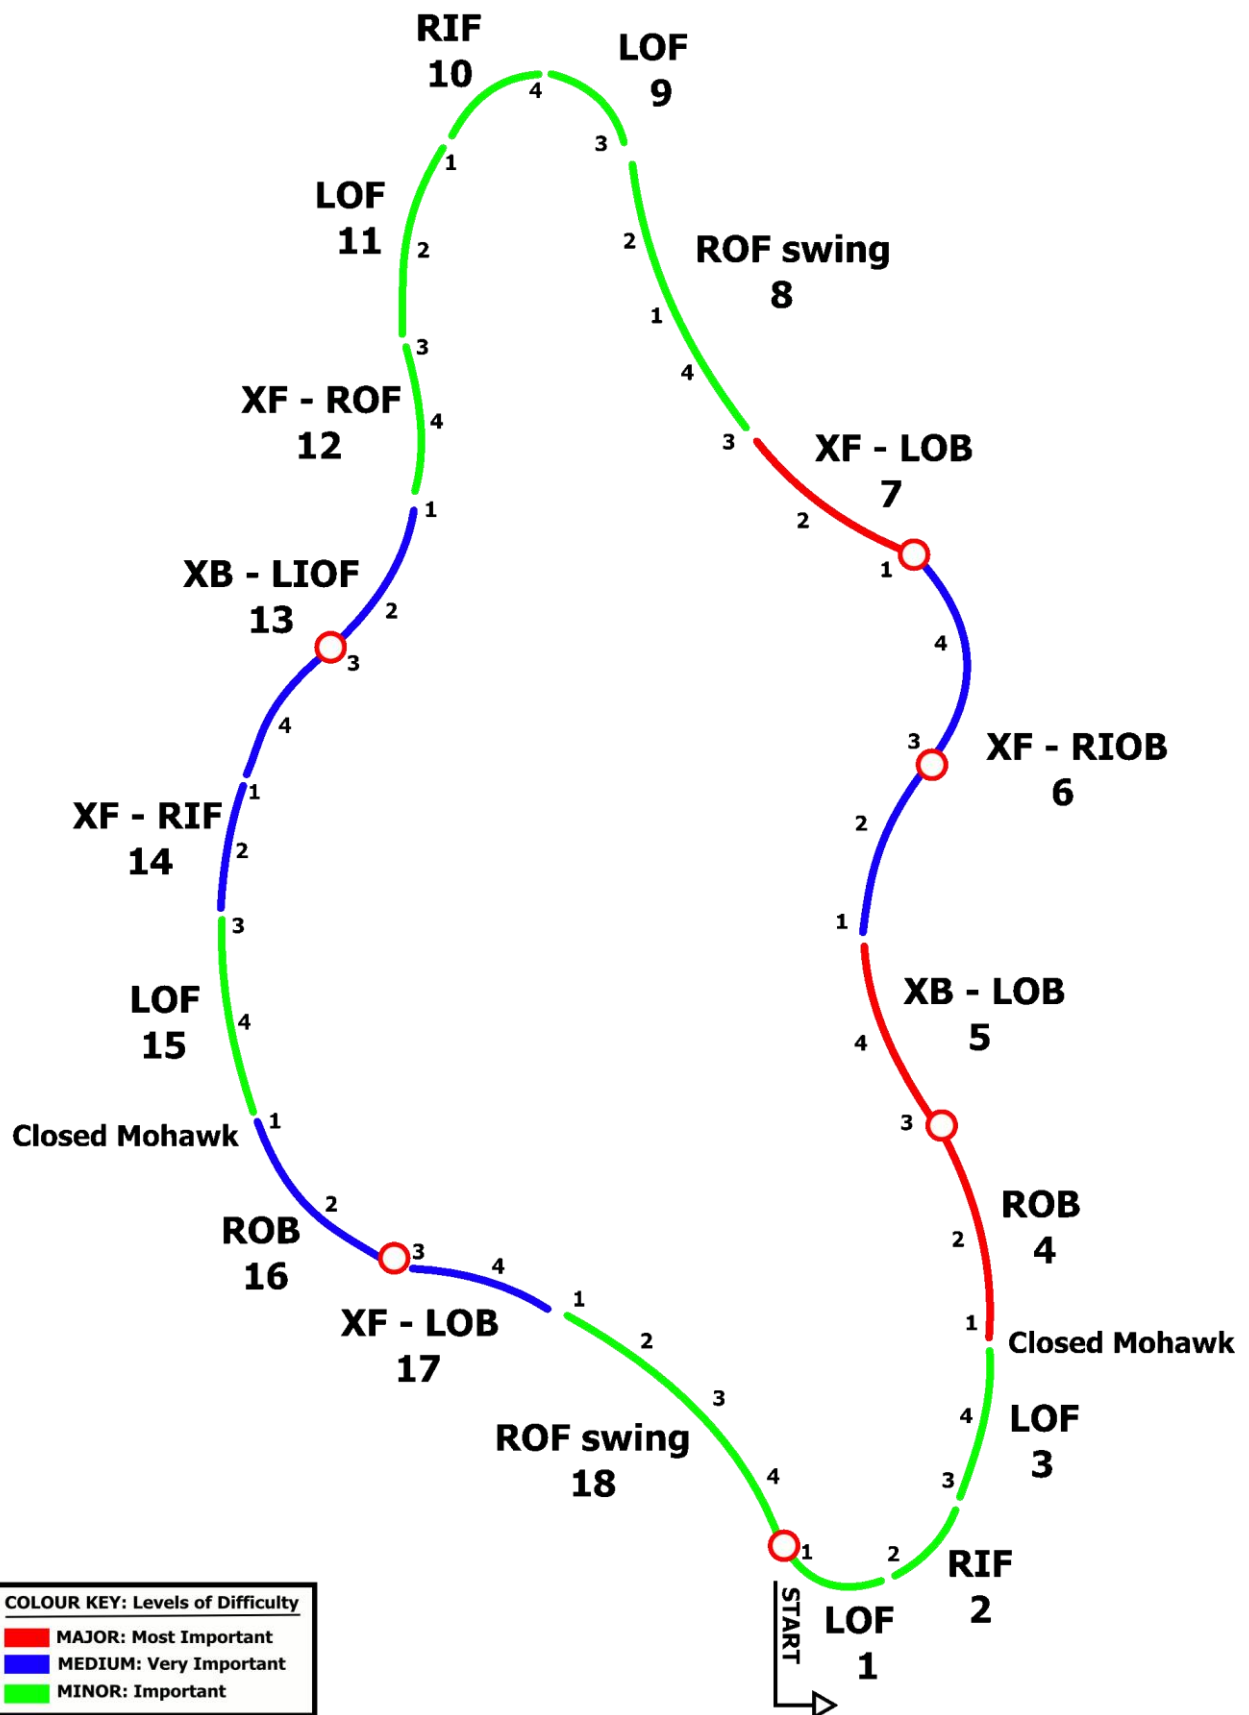 RIF
10
LOF
9
4
3
1
LOF
11
2
2
ROF swing
8
1
3
4
XF - ROF
12
4
3
XF - LOB
7
2
1
1
XB - LIOF
13
2
3
4
4
3
XF - RIOB
6
1
XF - RIF
14
2
2
3
1
LOF
15
4
XB - LOB
5
4
1
3
Closed Mohawk
2
ROB
16
ROB
4
2
3
4
1
XF - LOB
17
1
2
Closed Mohawk
3
4
LOF
3
ROF swing
18
4
3
1
2
RIF
2
START
LOF
1
COLOUR KEY: Levels of Difficulty
MAJOR: Most Important
MEDIUM: Very Important
MINOR: Important